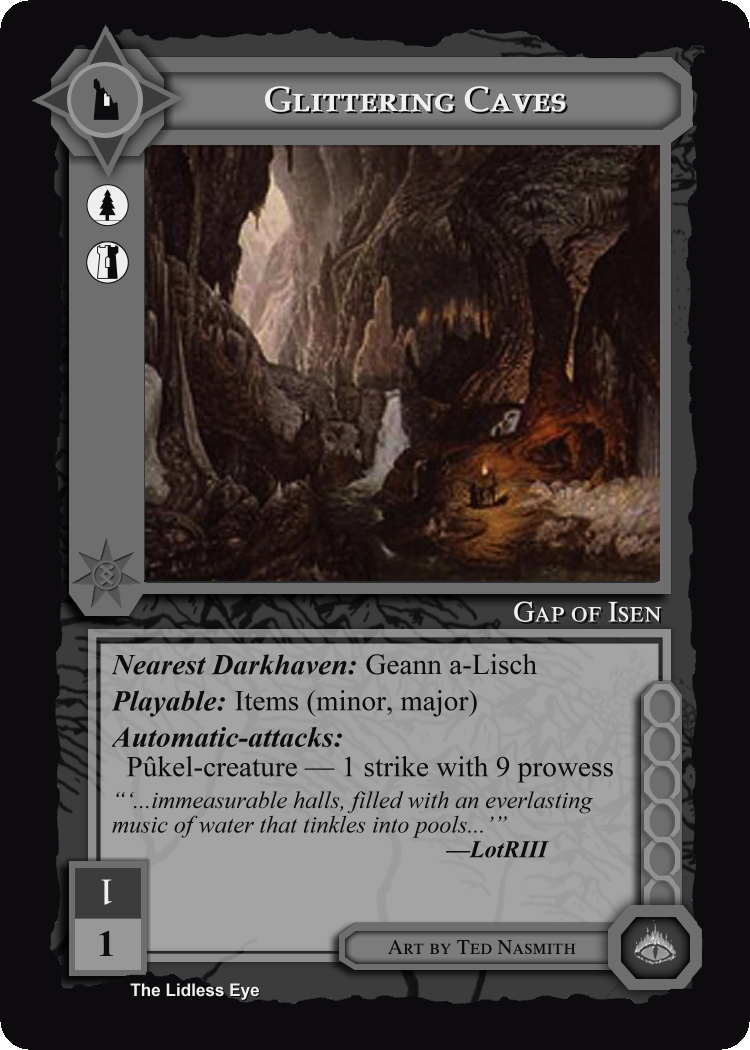 GLITTERING CAVES
GAP OF ISEN
Nearest Darkhaven: Geann a-Lisch
Playable: Items (minor, major)
Automatic-attacks:
Pûkel-creature — 1 strike with 9 prowess
“‘...immeasurable halls, filled with an everlasting
music of water that tinkles into pools...’”
—LotRIII
1
1
ART BY TED NASMITH
The Lidless Eye